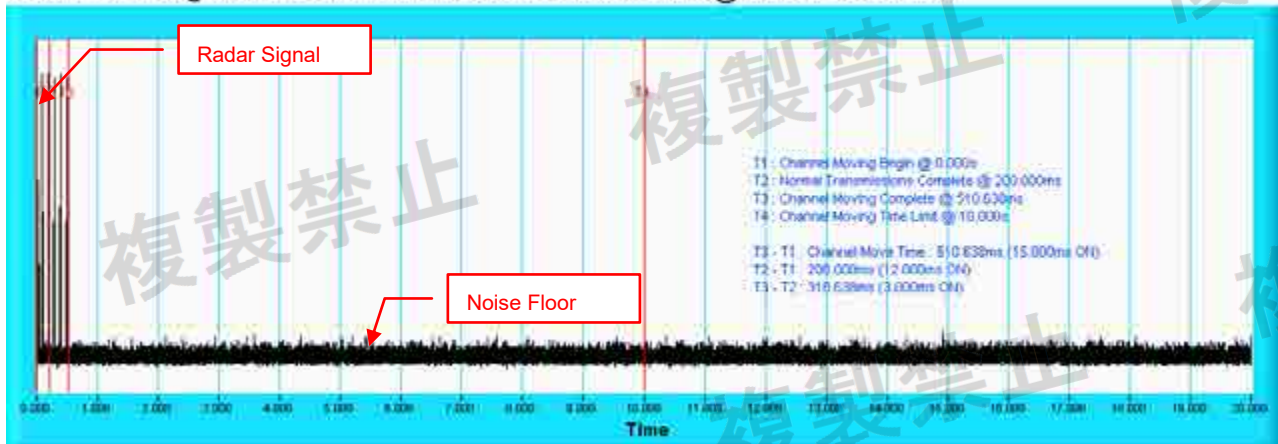 Radar Signal
T1 : Channel Moving Begin @ 0.000s
T2 : Normal Transmissions Complete @ 200.000ms
T3 : Channel Moving Complete @ 510.638ms
T4 : Channel Moving Time Limit @ 10.000s
T3 - T1 : Channel Move Time : 510.638ms (15.000ms ON)
T2 - T1 : 200.000ms (12.000ms ON)
T3 - T2 : 310.638ms (3.000ms ON)
Noise Floor
0.000 1.000 2.000 3.000 4.000 5.000 6.000 7.000 8.000 9.000 10.000 11.000 12.000 13.000 14.000 15.000 16.000 17.000 18.000 19.000 20.000
Time
複製禁止
複製禁止